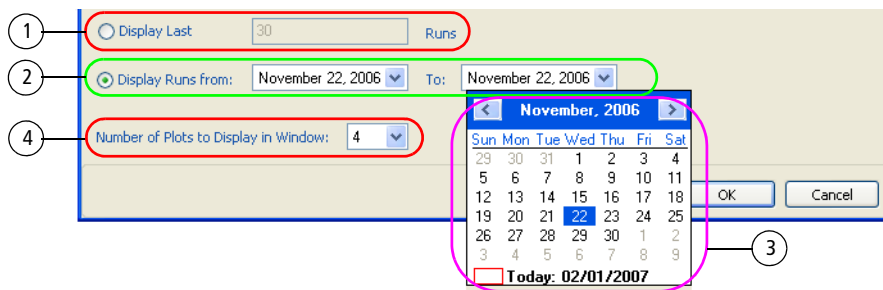 1 Display Last 30 Runs
2 Display Runs from: November 22, 2006 To: November 22, 2006
4 Number of Plots to Display in Window: 4
November, 2006
Sun Mon Tue Wed Thu Fri Sat
29 30 31 1 2 3 4
5 6 7 8 9 10 11
12 13 14 15 16 17 18
19 20 21 22 23 24 25
26 27 28 29 30 1 2
3 4 5 6 7 8 9
Today: 02/01/2007
OK Cancel
3